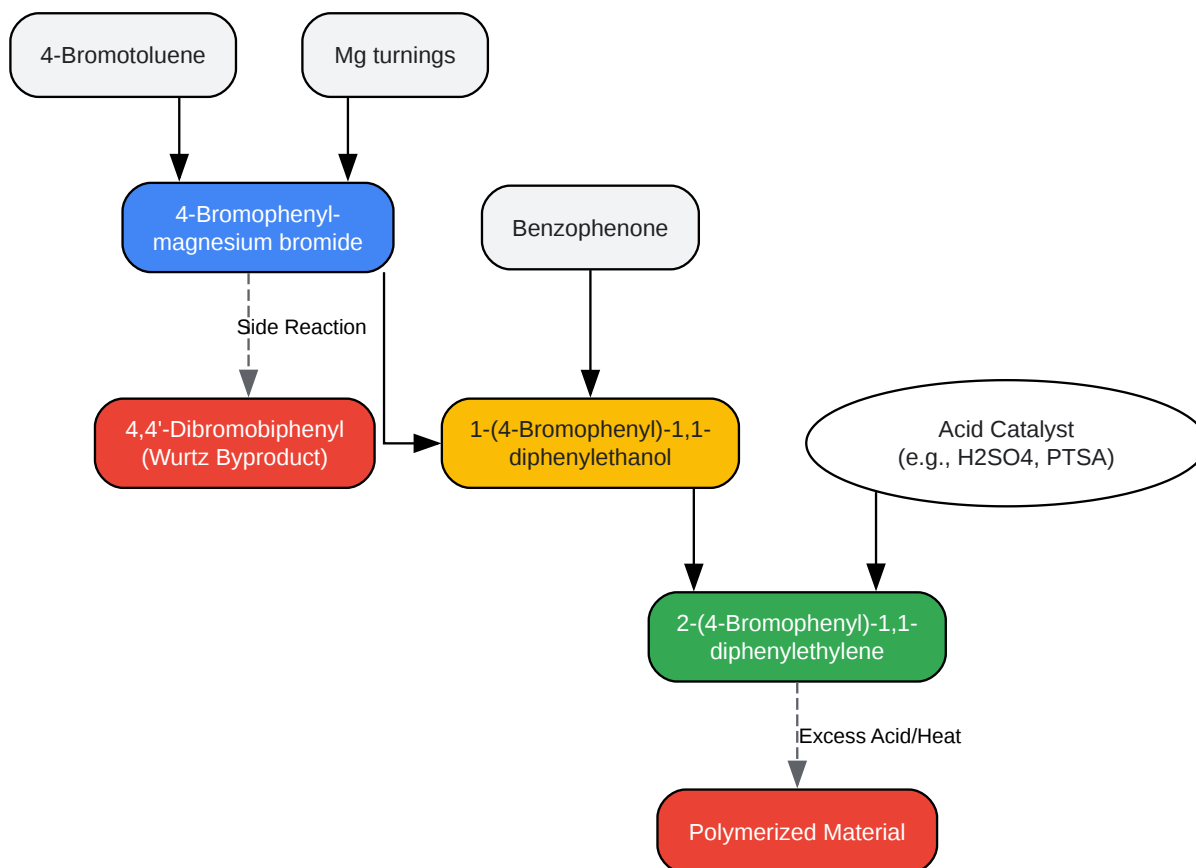 4-Bromotoluene
Mg turnings
4-Bromophenyl-
magnesium bromide
Benzophenone
Side Reaction
4,4'-Dibromobiphenyl
(Wurtz Byproduct)
1-(4-Bromophenyl)-1,1-
diphenylethanol
Acid Catalyst
(e.g., H2SO4, PTSA)
2-(4-Bromophenyl)-1,1-
diphenylethylene
Excess Acid/Heat
Polymerized Material